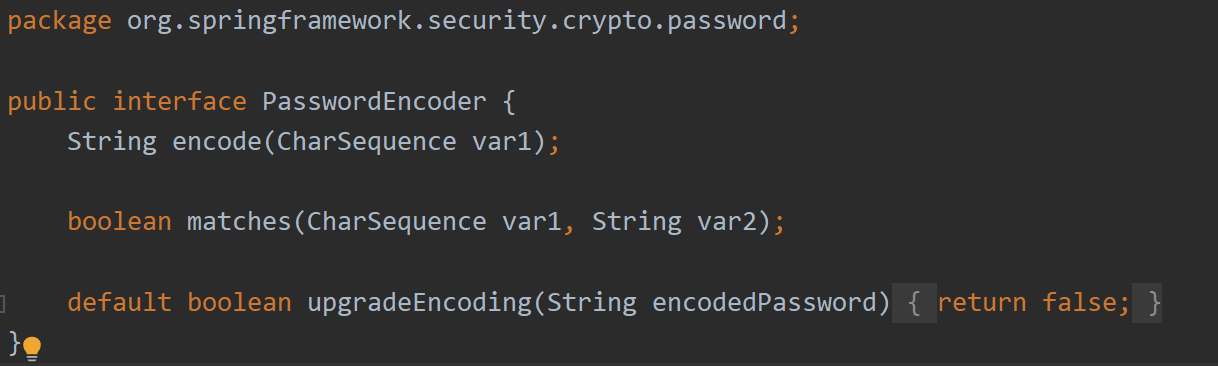 package org.springframework.security.crypto.password;
public interface PasswordEncoder {
String encode(CharSequence var1);
boolean matches(CharSequence var1, String var2);
default boolean upgradeEncoding(String encodedPassword) { return false; }
}